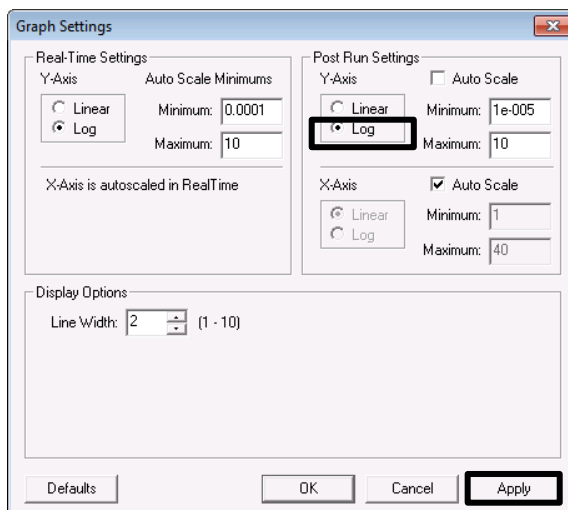 Graph Settings
Real-Time Settings
Y-Axis Auto Scale Minimums
Linear Minimum: 0.0001
Log
Maximum: 10
X-Axis is autoscaled in RealTime
Post Run Settings
Y-Axis Auto Scale
Linear Minimum: 1e-005
Log
Maximum: 10
X-Axis Auto Scale
Linear Minimum: 1
Log
Maximum: 40
Display Options
Line Width: 2 (1 - 10)
Defaults OK Cancel Apply